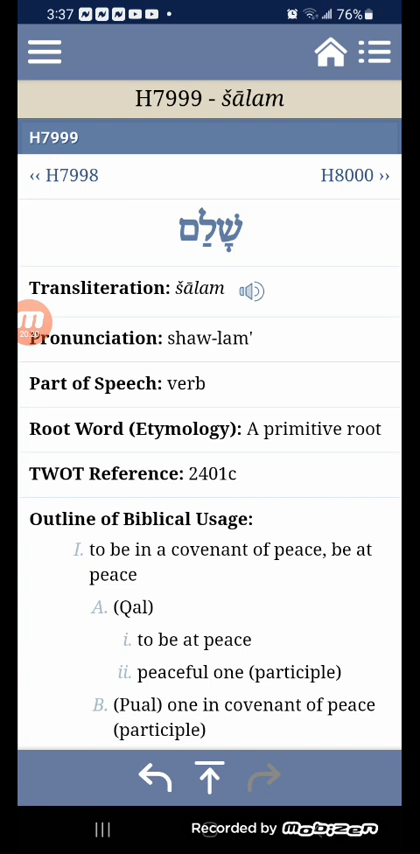 3:37 76%
H7999 - šālam
H7999
‹‹ H7998 H8000 ››
שָׁלַם
Transliteration: šālam
Pronunciation: shaw-lam'
Part of Speech: verb
Root Word (Etymology): A primitive root
TWOT Reference: 2401c
Outline of Biblical Usage:
I. to be in a covenant of peace, be at
peace
A. (Qal)
i. to be at peace
ii. peaceful one (participle)
B. (Pual) one in covenant of peace
(participle)
Recorded by mobizen